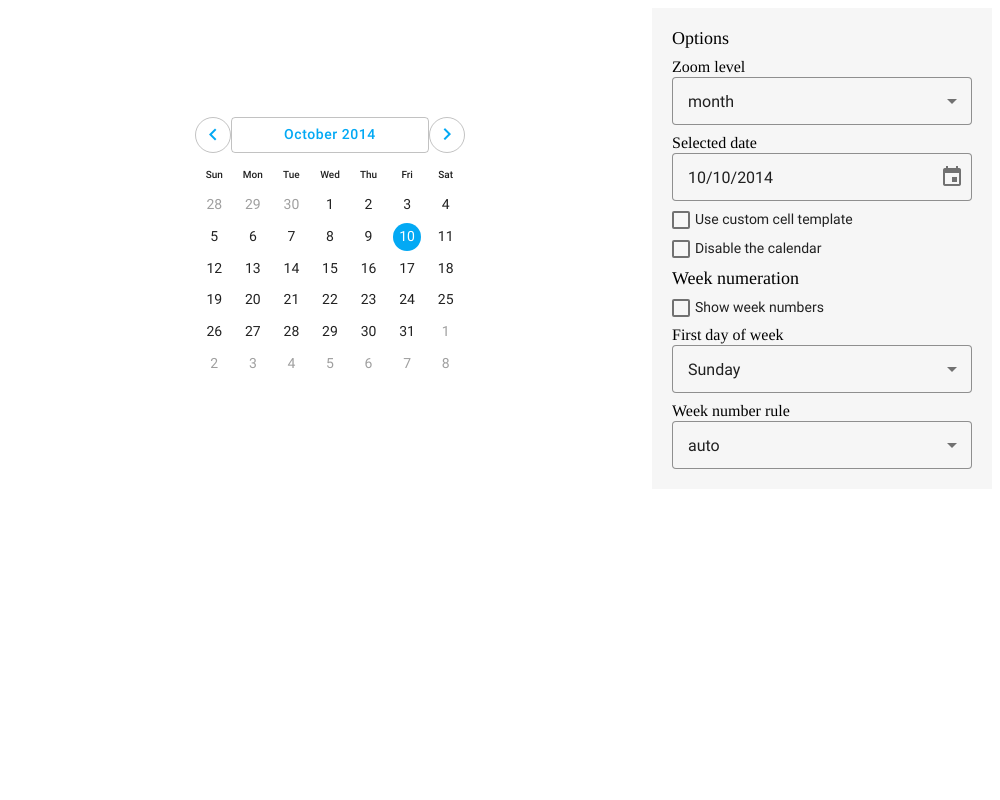 October 2014
Sun Mon Tue Wed Thu Fri Sat
28 29 30 1 2 3 4
5 6 7 8 9 10 11
12 13 14 15 16 17 18
19 20 21 22 23 24 25
26 27 28 29 30 31 1
2 3 4 5 6 7 8
Options
Zoom level
month
Selected date
10/10/2014
Use custom cell template
Disable the calendar
Week numeration
Show week numbers
First day of week
Sunday
Week number rule
auto